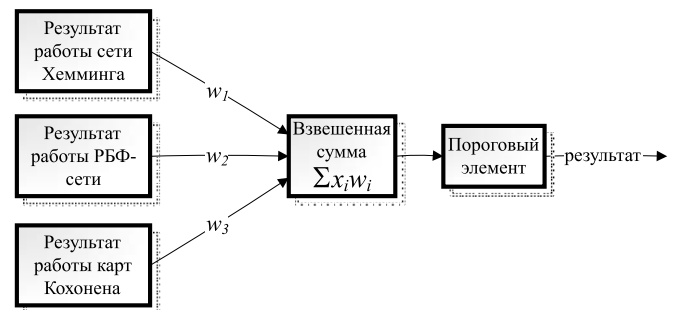 Результат
работы сети
Хемминга
w1
Результат
работы РБФ-
сети
w2
Результат
работы карт
Кохонена
w3
Взвешенная
сумма
∑xiwi
Пороговый
элемент
результат